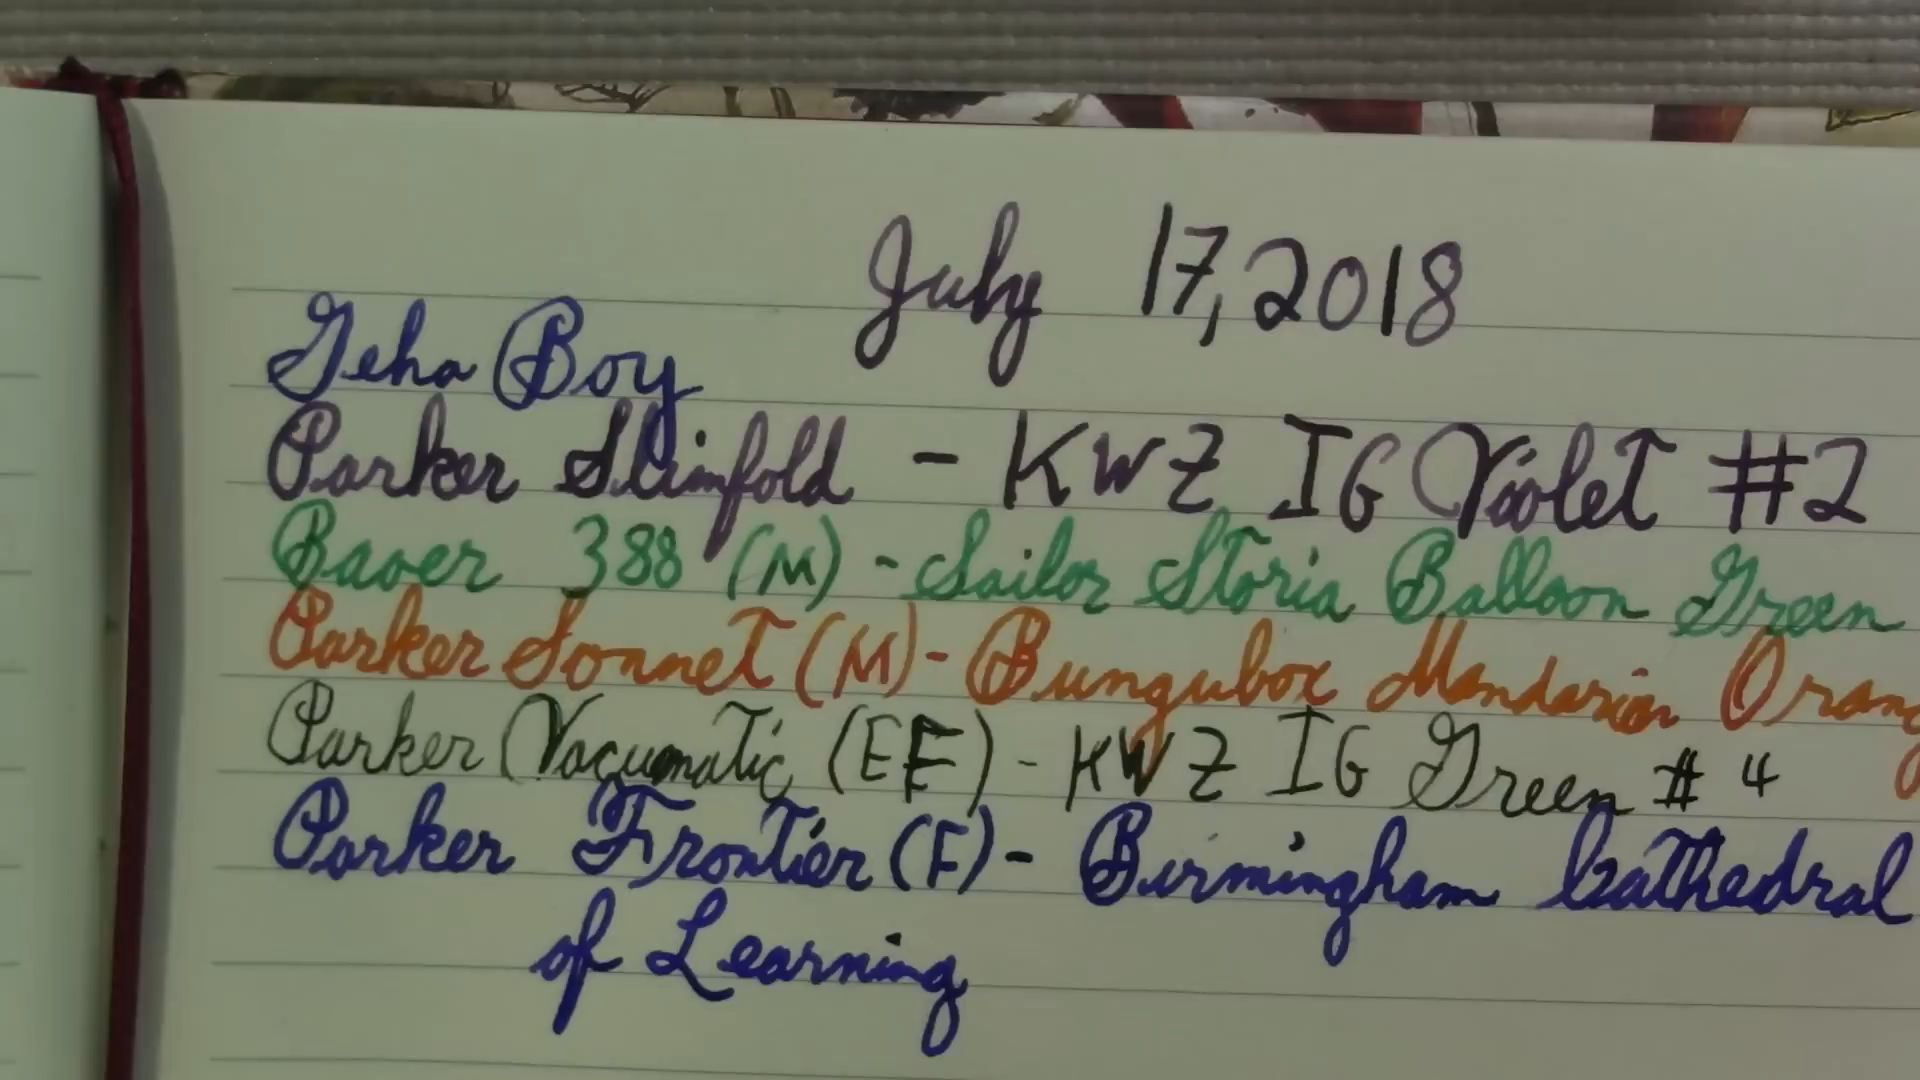 July 17, 2018
Geha Boy
Parker Slimfold - KWZ IG Violet #2
Baoer 388 (M) - Sailor Storia Balloon Green
Parker Sonnet (M) - Bungubox Mandarin Orang
Parker Vacumatic (EF) - KWZ IG Green #4
Parker Frontier (F) - Birmingham Cathedral
of Learning